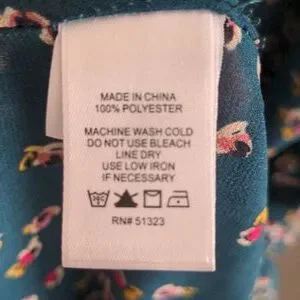 MADE IN CHINA
100% POLYESTER
MACHINE WASH COLD
DO NOT USE BLEACH
LINE DRY
USE LOW IRON
IF NECESSARY
RN# 51323